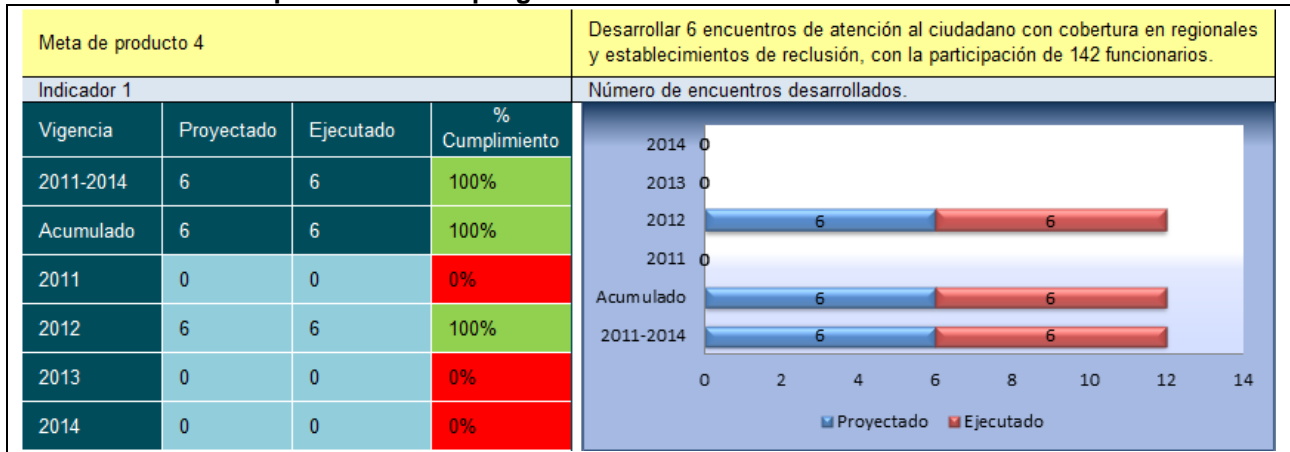 Meta de producto 4
Desarrollar 6 encuentros de atención al ciudadano con cobertura en regionales
y establecimientos de reclusión, con la participación de 142 funcionarios.
Indicador 1
Número de encuentros desarrollados.
Vigencia Proyectado Ejecutado % Cumplimiento
2011-2014 6 6 100%
Acumulado 6 6 100%
2011 0 0 0%
2012 6 6 100%
2013 0 0 0%
2014 0 0 0%
2014 0
2013 0
2012 6 6
2011 0
Acumulado 6 6
2011-2014 6 6
0 2 4 6 8 10 12 14
Proyectado Ejecutado